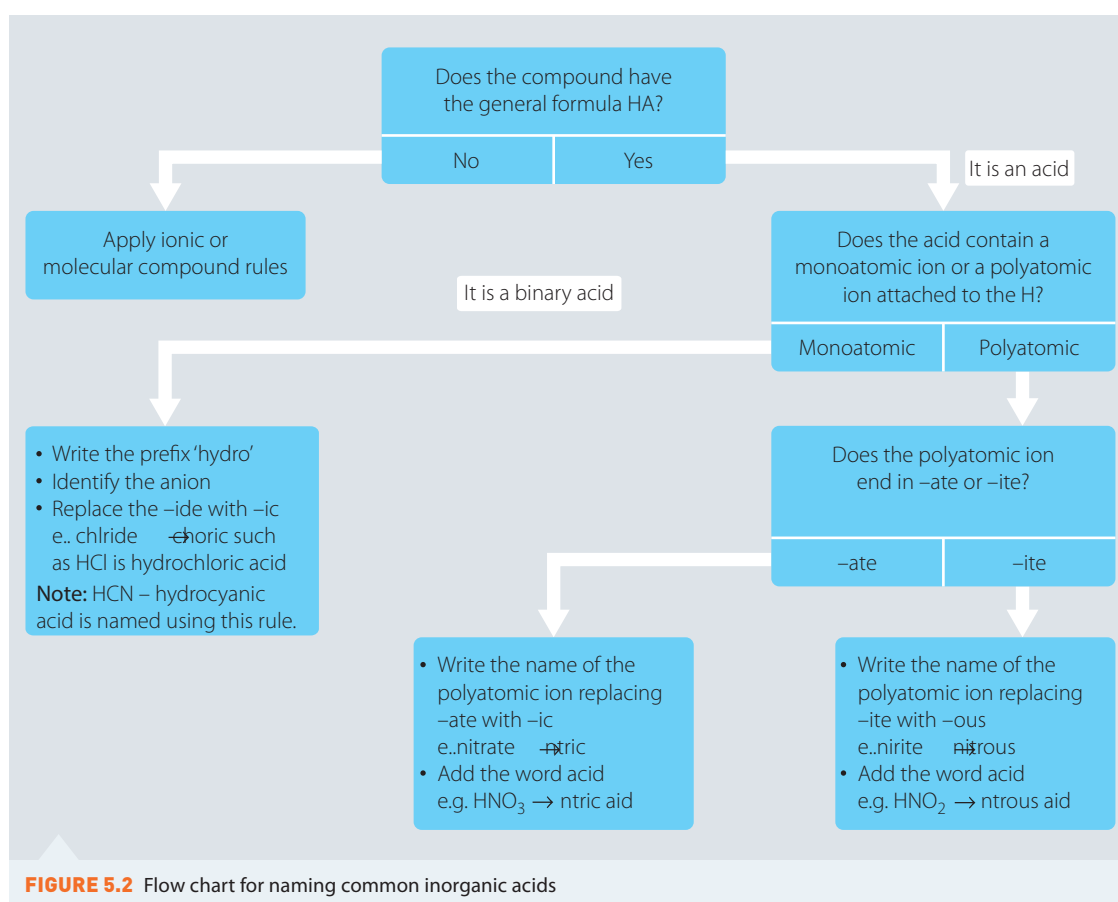 Does the compound have
the general formula HA?
No
Yes
It is an acid
Apply ionic or
molecular compound rules
Does the acid contain a
monoatomic ion or a polyatomic
ion attached to the H?
It is a binary acid
Monoatomic
Polyatomic
• Write the prefix ‘hydro’
• Identify the anion
• Replace the –ide with –ic
e.. chlride → choric such
as HCl is hydrochloric acid
Note: HCN – hydrocyanic
acid is named using this rule.
Does the polyatomic ion
end in –ate or –ite?
–ate
–ite
• Write the name of the
polyatomic ion replacing
–ate with –ic
e..nitrate → ntric
• Add the word acid
e.g. HNO₃ → ntric aid
• Write the name of the
polyatomic ion replacing
–ite with –ous
e..nirite → nitrous
• Add the word acid
e.g. HNO₂ → ntrous aid
FIGURE 5.2 Flow chart for naming common inorganic acids